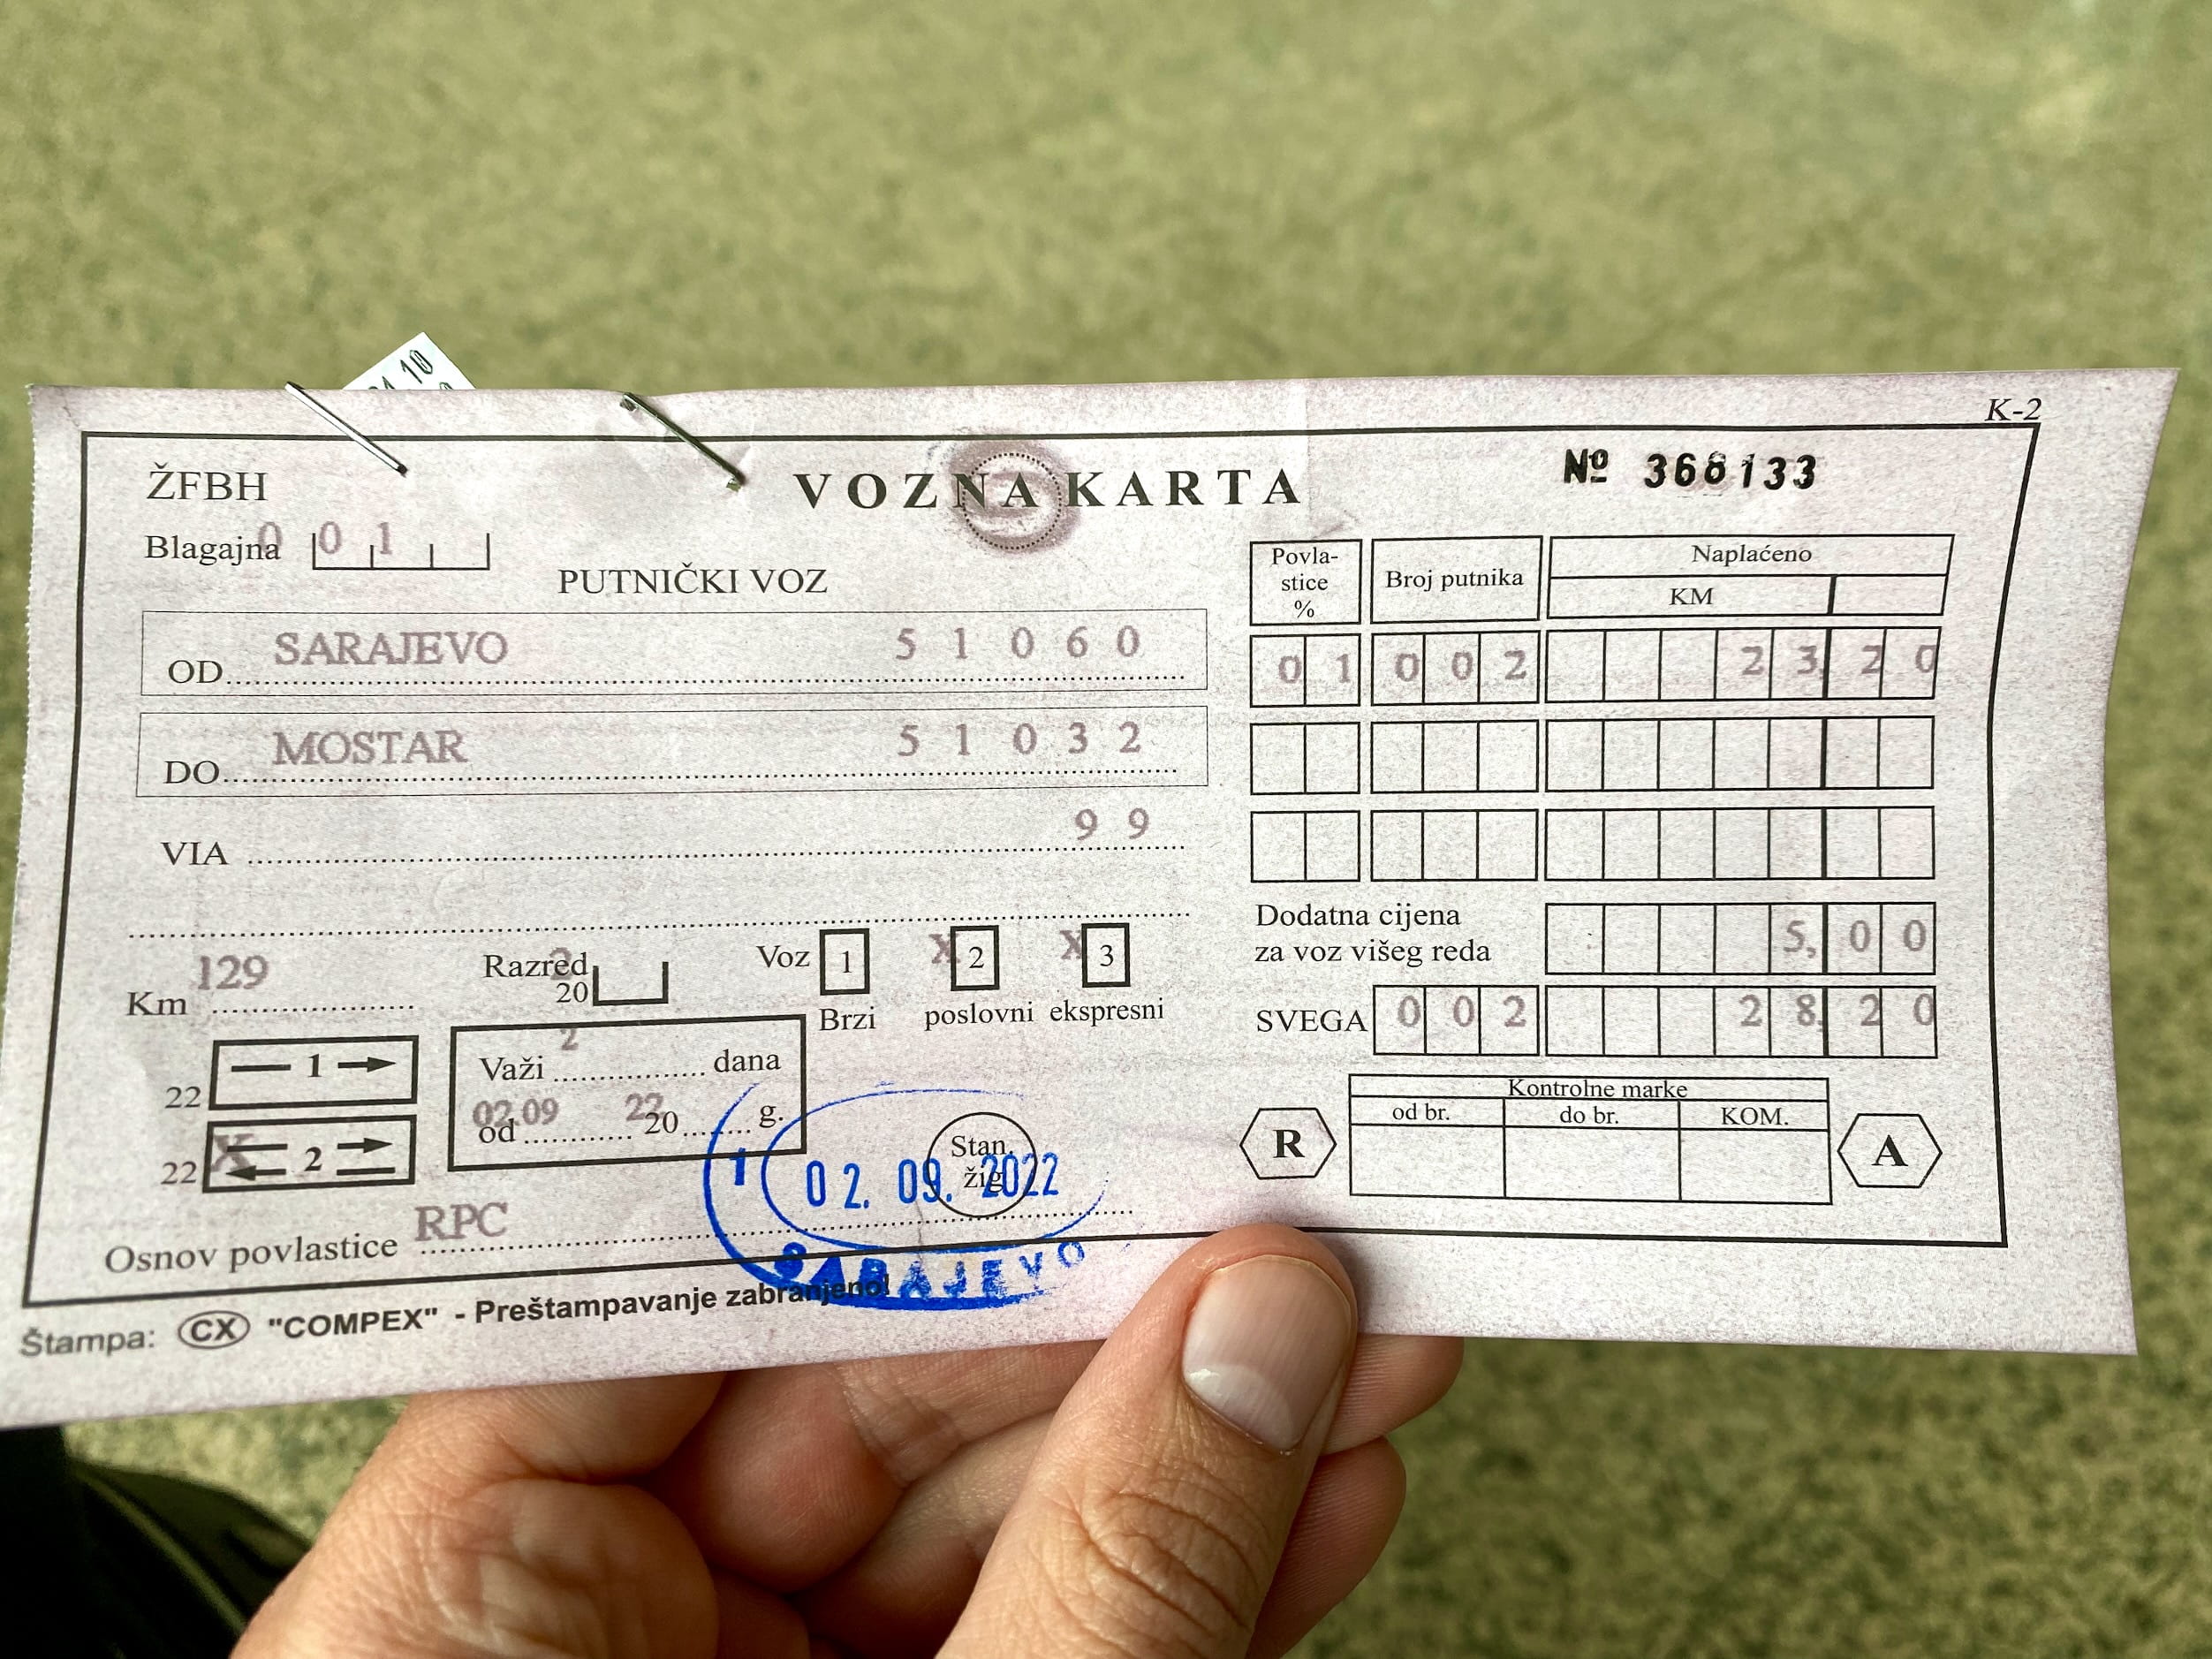 K-2
ŽFBH
VOZNA KARTA
Nº 368133
Blagajna 0 0 1
PUTNIČKI VOZ
Povla-
stice
%
Broj putnika
Naplaćeno
KM
OD SARAJEVO 5 1 0 6 0
0 1 0 0 2 2 3, 2 0
DO MOSTAR 5 1 0 3 2
VIA 9 9
Dodatna cijena
za voz višeg reda 5, 0 0
Km 129
Razred 2
20
Voz 1 X 2 X 3
Brzi poslovni ekspresni
SVEGA 0 0 2 2 8, 2 0
22 1
Važi 2 dana
od 02.09 20 22 g.
22 X 2
Stan.
žig
1 02. 09. 2022
SARAJEVO
Kontrolne marke
od br. do br. KOM.
R
A
Osnov povlastice RPC
Štampa: CX "COMPEX" - Preštampavanje zabranjeno!